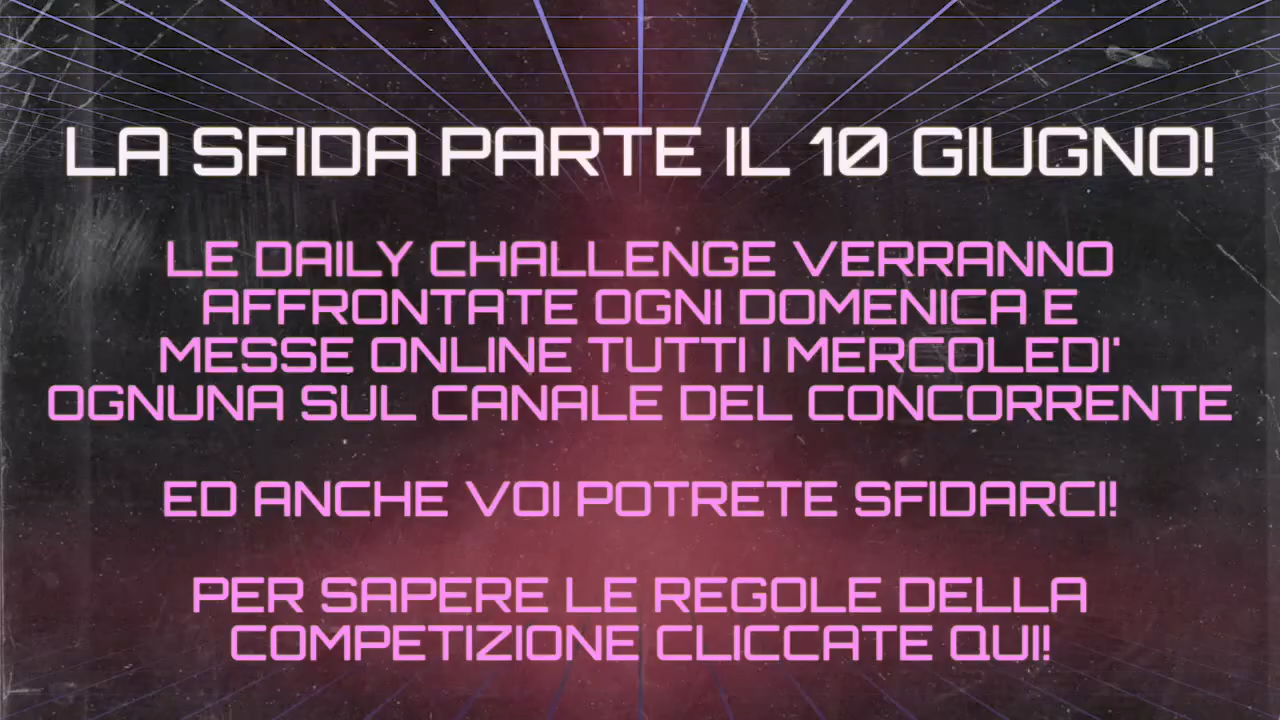 LA SFIDA PARTE IL 10 GIUGNO!
LE DAILY CHALLENGE VERRANNO
AFFRONTATE OGNI DOMENICA E
MESSE ONLINE TUTTI I MERCOLEDI'
OGNUNA SUL CANALE DEL CONCORRENTE
ED ANCHE VOI POTRETE SFIDARCI!
PER SAPERE LE REGOLE DELLA
COMPETIZIONE CLICCATE QUI!